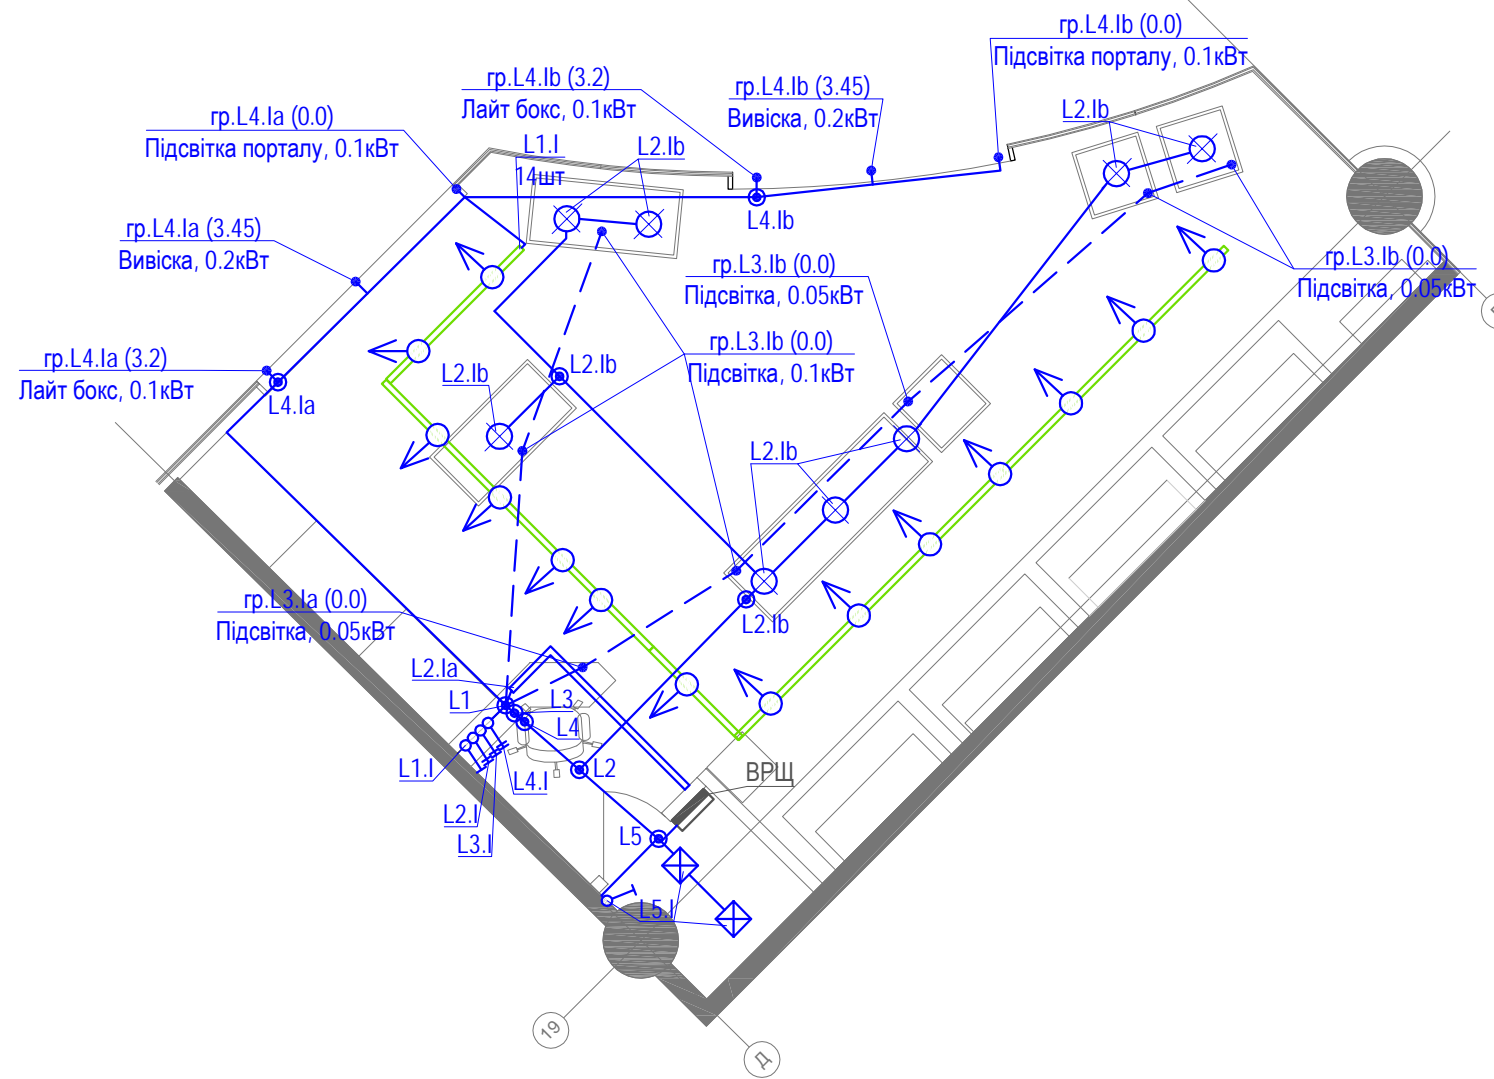 гр.L4.Ib (0.0)
Підсвітка порталу, 0.1кВт
гр.L4.Ib (3.2)
Лайт бокс, 0.1кВт
гр.L4.Ib (3.45)
Вивіска, 0.2кВт
L2.Ib
гр.L4.Ia (0.0)
Підсвітка порталу, 0.1кВт
L1.I
14шт
L2.Ib
L4.Ib
гр.L4.Ia (3.45)
Вивіска, 0.2кВт
гр.L3.Ib (0.0)
Підсвітка, 0.05кВт
гр.L3.Ib (0.0)
Підсвітка, 0.05кВт
гр.L3.Ib (0.0)
Підсвітка, 0.1кВт
гр.L4.Ia (3.2)
Лайт бокс, 0.1кВт
L4.Ia
L2.Ib
L2.Ib
L2.Ib
гр.L3.Ia (0.0)
Підсвітка, 0.05кВт
L2.Ib
L2.Ia
L1
L3
L4
L1.I
L4.I
L2
ВРЩ
L2.I
L3.I
L5
L5.I
19
Д